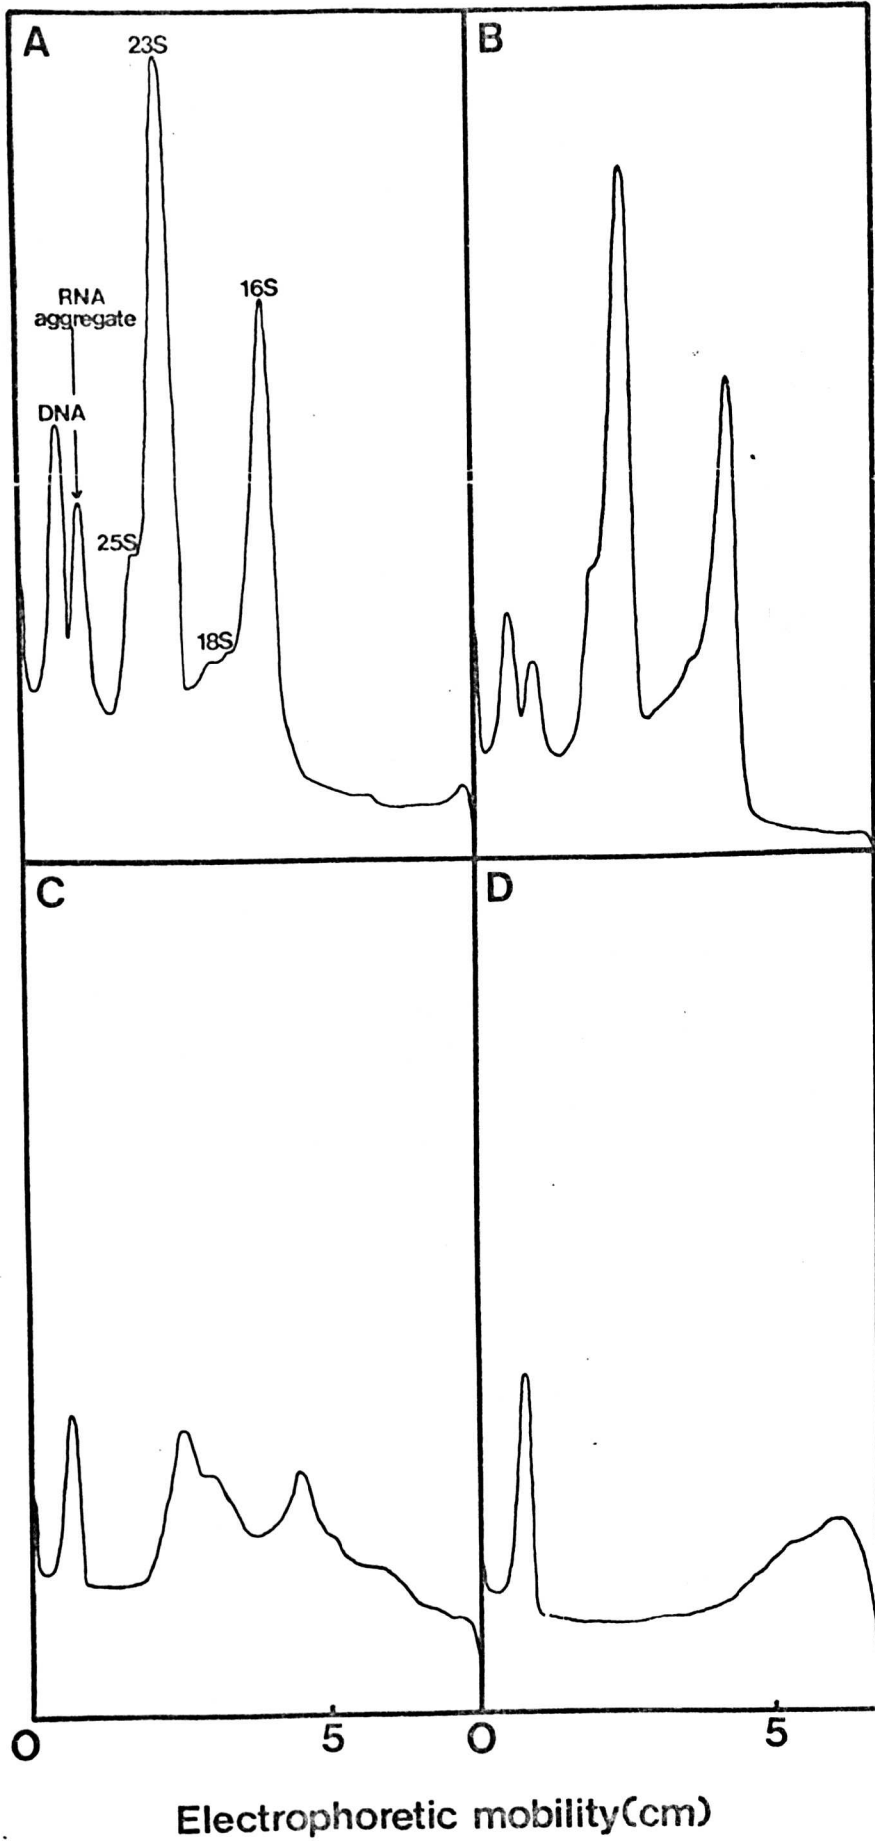 A
23S
B
16S
RNA
aggregate
DNA
25S
18S
C
D
0
5
0
5
Electrophoretic mobility(cm)